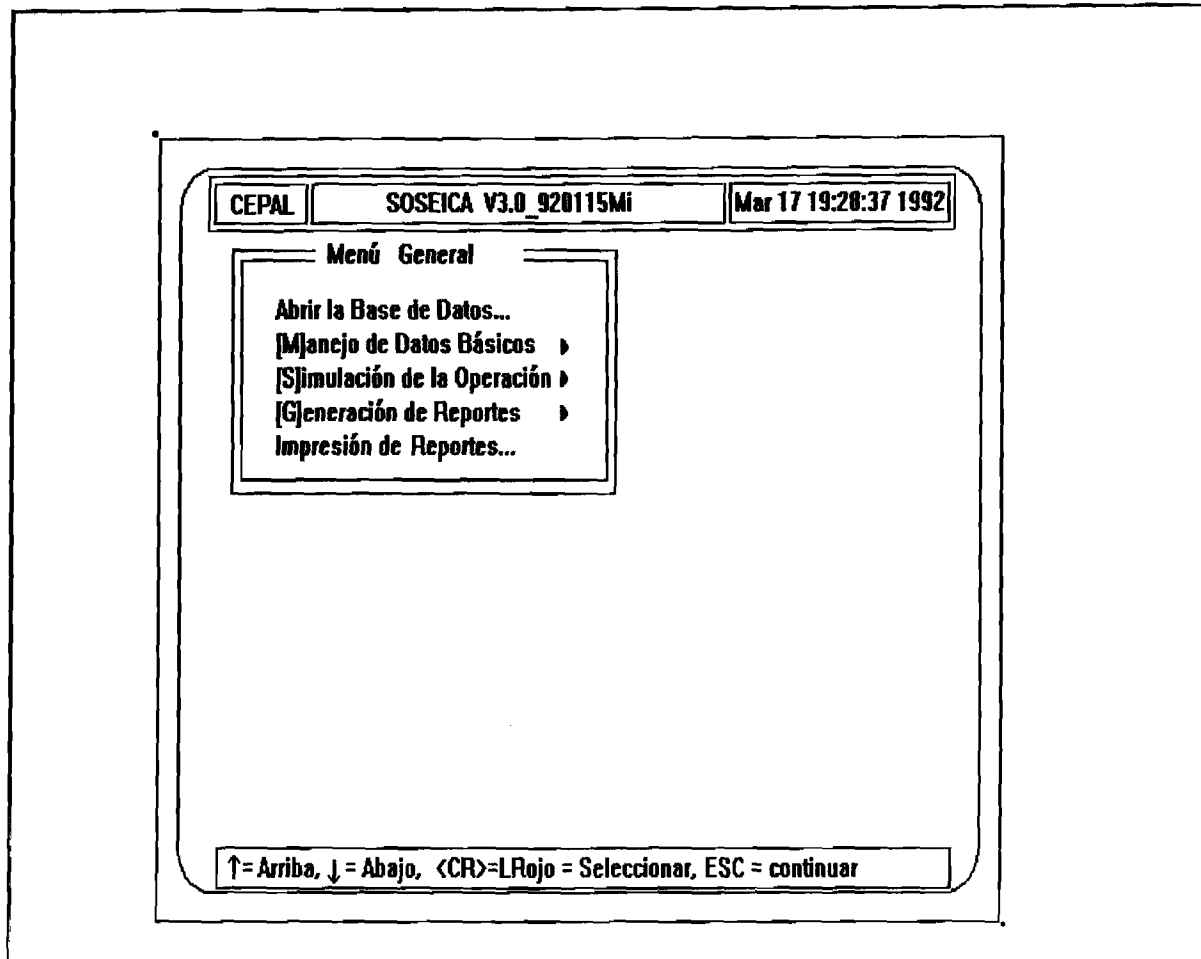 CEPAL SOSEICA V3.0_920115Mi Mar 17 19:28:37 1992
Menú General
Abrir la Base de Datos...
[M]anejo de Datos Básicos
[S]imulación de la Operación
[G]eneración de Reportes
Impresión de Reportes...
↑= Arriba, ↓ = Abajo, <CR>=LRojo = Seleccionar, ESC = continuar